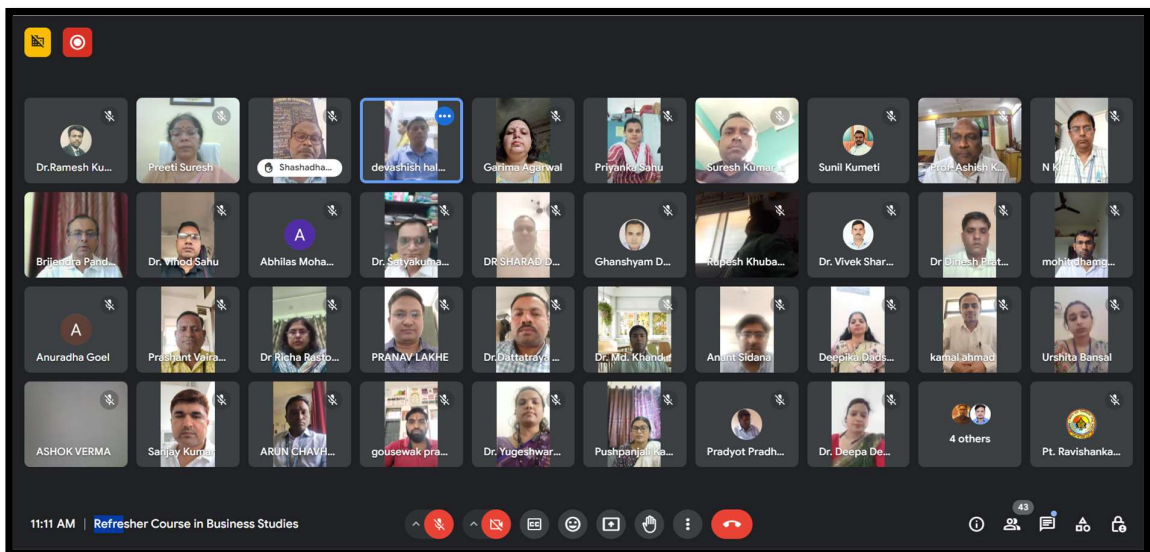 Dr.Ramesh Ku...
Preeti Suresh
Shashadha...
devashish hal...
Garima Agarwal
Priyanka Sahu
Suresh Kumar...
Sunil Kumeti
Prof. Ashish K...
N K
Brijendra Pand...
Dr. Vinod Sahu
A
Abhilas Moha...
Dr. Satyakuma...
DR SHARAD D...
Ghanshyam D...
Rupesh Khuba...
Dr. Vivek Shar...
Dr Dinesh Prat...
mohit dhamg...
A
Anuradha Goel
Prashant Vaira...
Dr Richa Rasto...
PRANAV LAKHE
Dr.Dattatraya ...
Dr. Md. Khand...
Anant Sidana
Deepika Dads...
kamal ahmad
Urshita Bansal
ASHOK VERMA
Sanjay Kumar
ARUN CHAVH...
gousewak pra...
Dr. Yugeshwar...
Pushpanjali Ka...
Pradyot Pradh...
Dr. Deepa De...
4 others
Pt. Ravishanka...
11:11 AM | Refresher Course in Business Studies
CC
43